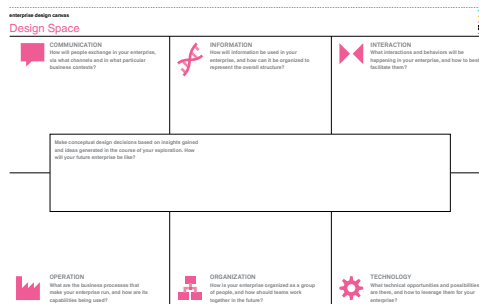 enterprise design canvas
Design Space
COMMUNICATION
How will people exchange in your enterprise,
via what channels and in what particular
business contexts?
INFORMATION
How will information be used in your
enterprise, and how can it be organized to
represent the overall structure?
INTERACTION
What interactions and behaviors will be
happening in your enterprise, and how to best
facilitate them?
Make conceptual design decisions based on insights gained
and ideas generated in the course of your exploration. How
will your future enterprise be like?
OPERATION
What are the business processes that
make your enterprise run, and how are its
capabilities being used?
ORGANIZATION
How is your enterprise organized as a group
of people, and how should teams work
together in the future?
TECHNOLOGY
What technical opportunities and possibilities
are there, and how to leverage them for your
enterprise?